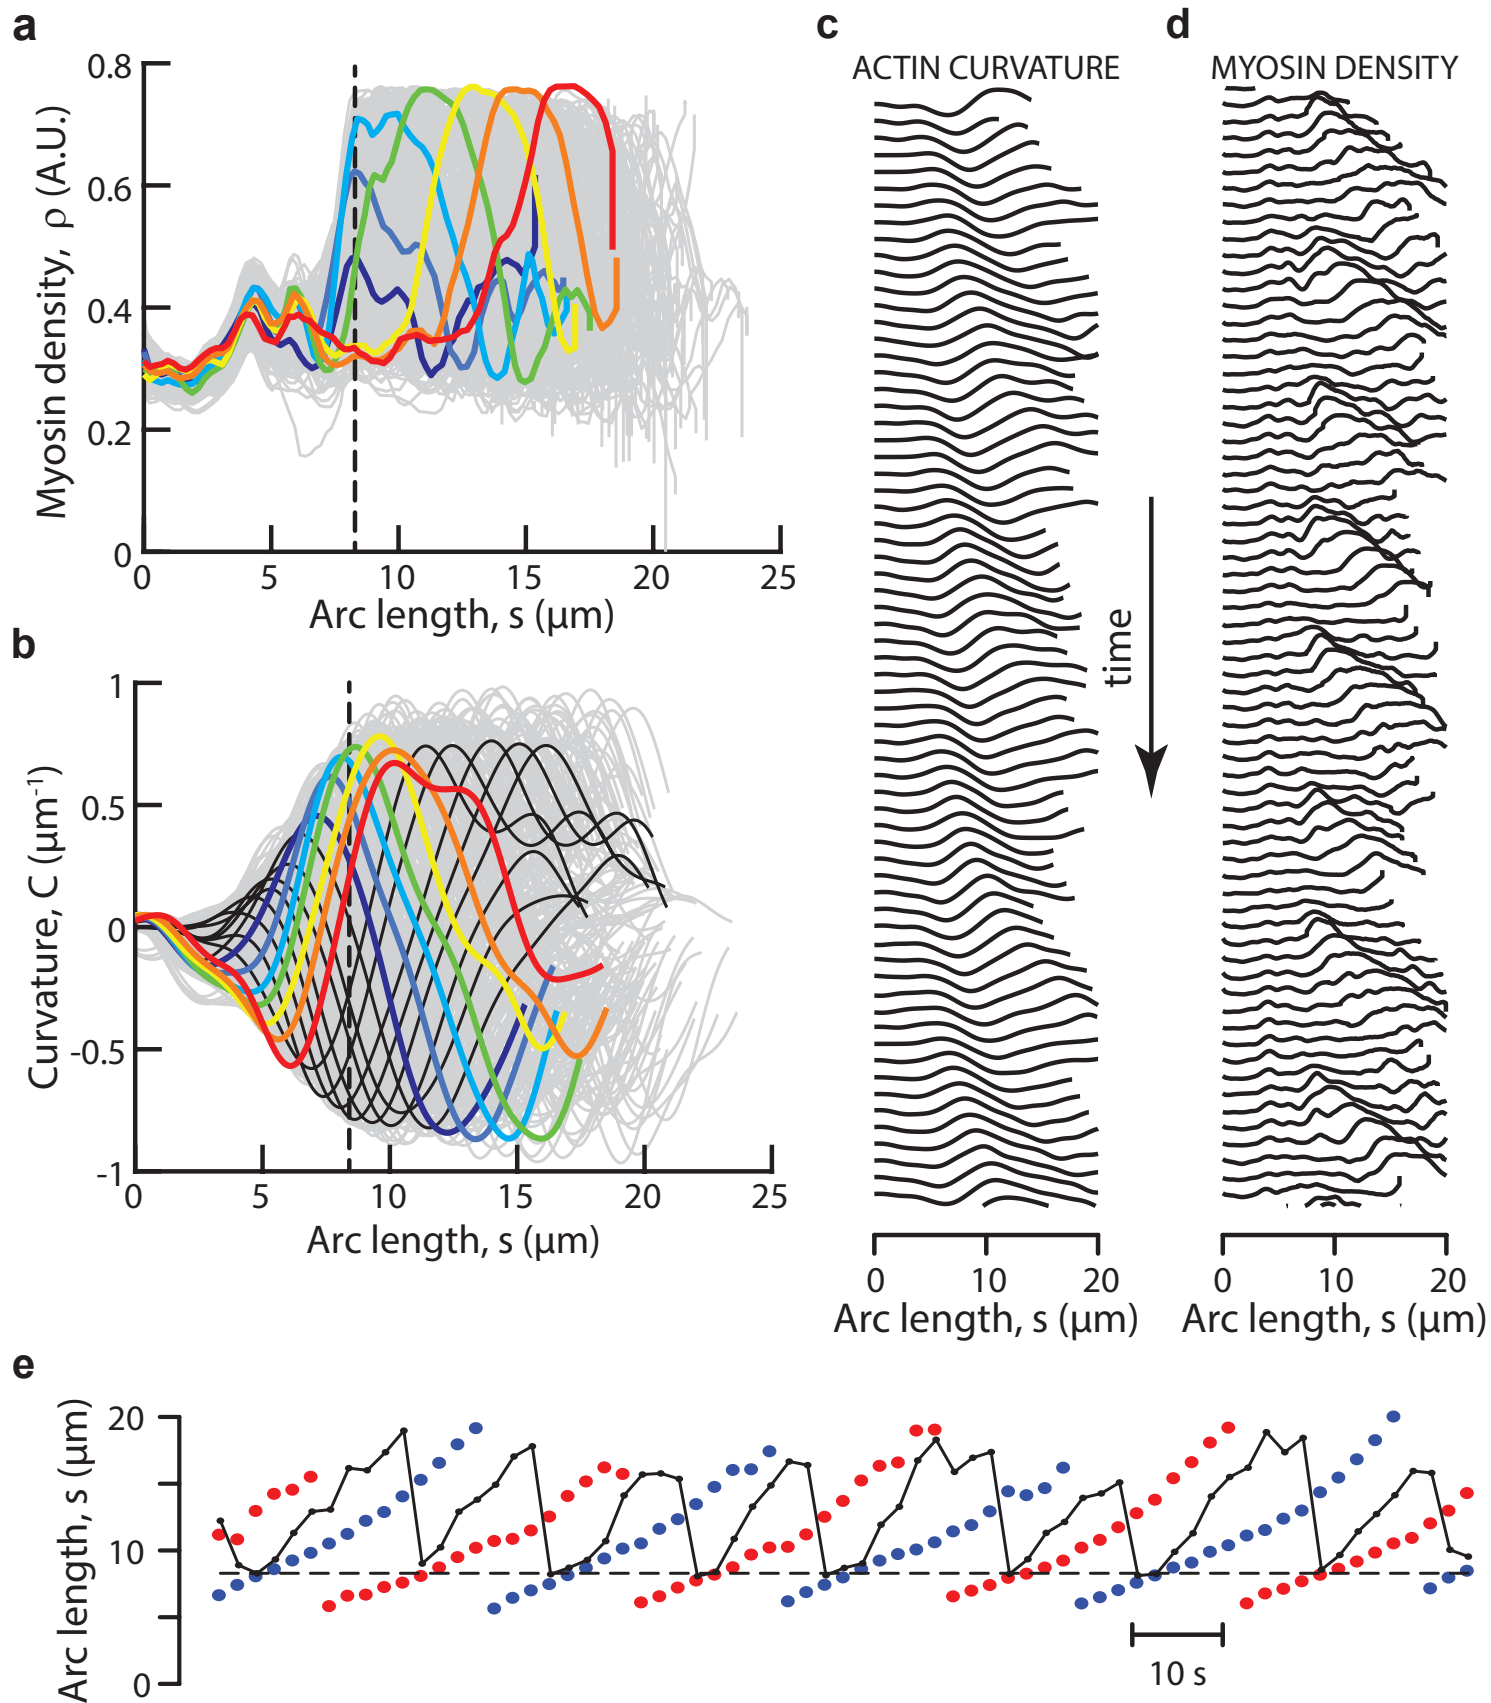 a
Myosin density, ρ (A.U.)
0.8
0.6
0.4
0.2
0
0 5 10 15 20 25
Arc length, s (μm)
b
Curvature, C (μm⁻¹)
1
0.5
0
-0.5
-1
0 5 10 15 20 25
Arc length, s (μm)
c
ACTIN CURVATURE
0 10 20
Arc length, s (μm)
time
d
MYOSIN DENSITY
0 10 20
Arc length, s (μm)
e
Arc length, s (μm)
20
10
0
10 s